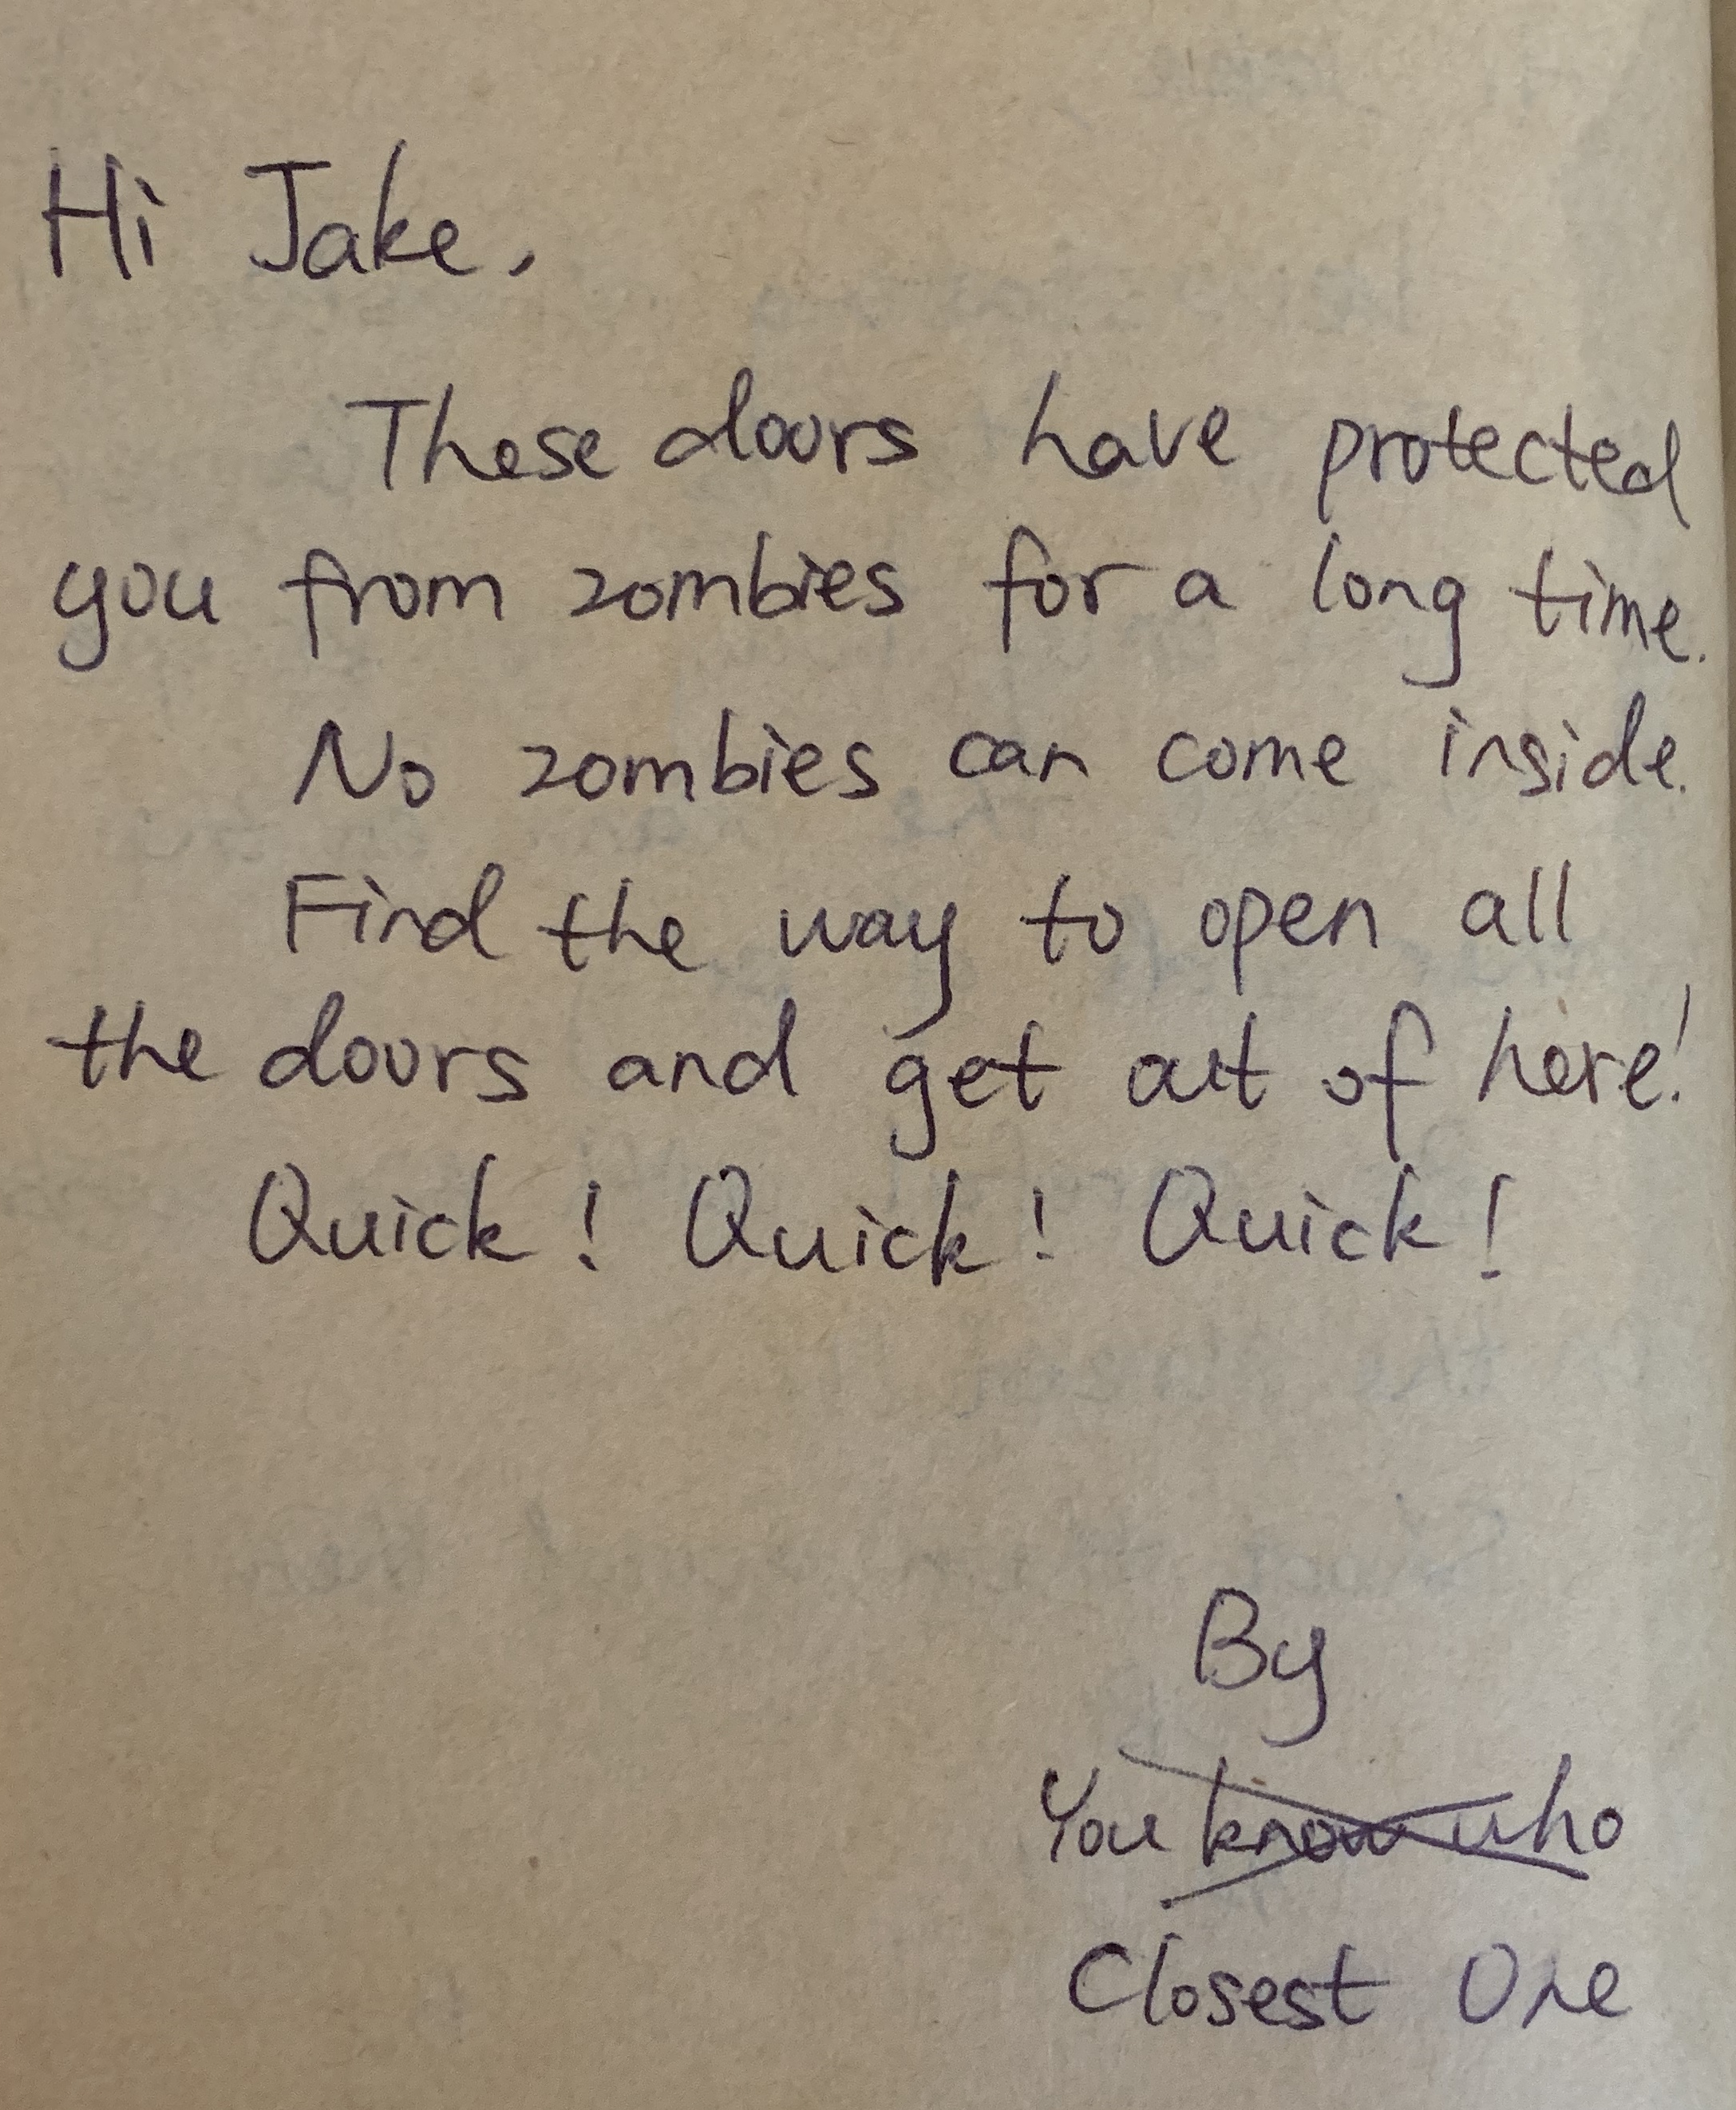 Hi Jake,
These doors have protected
you from zombies for a long time.
No zombies can come inside.
Find the way to open all
the doors and get out of here!
Quick! Quick! Quick!
By
You know who
Closest One